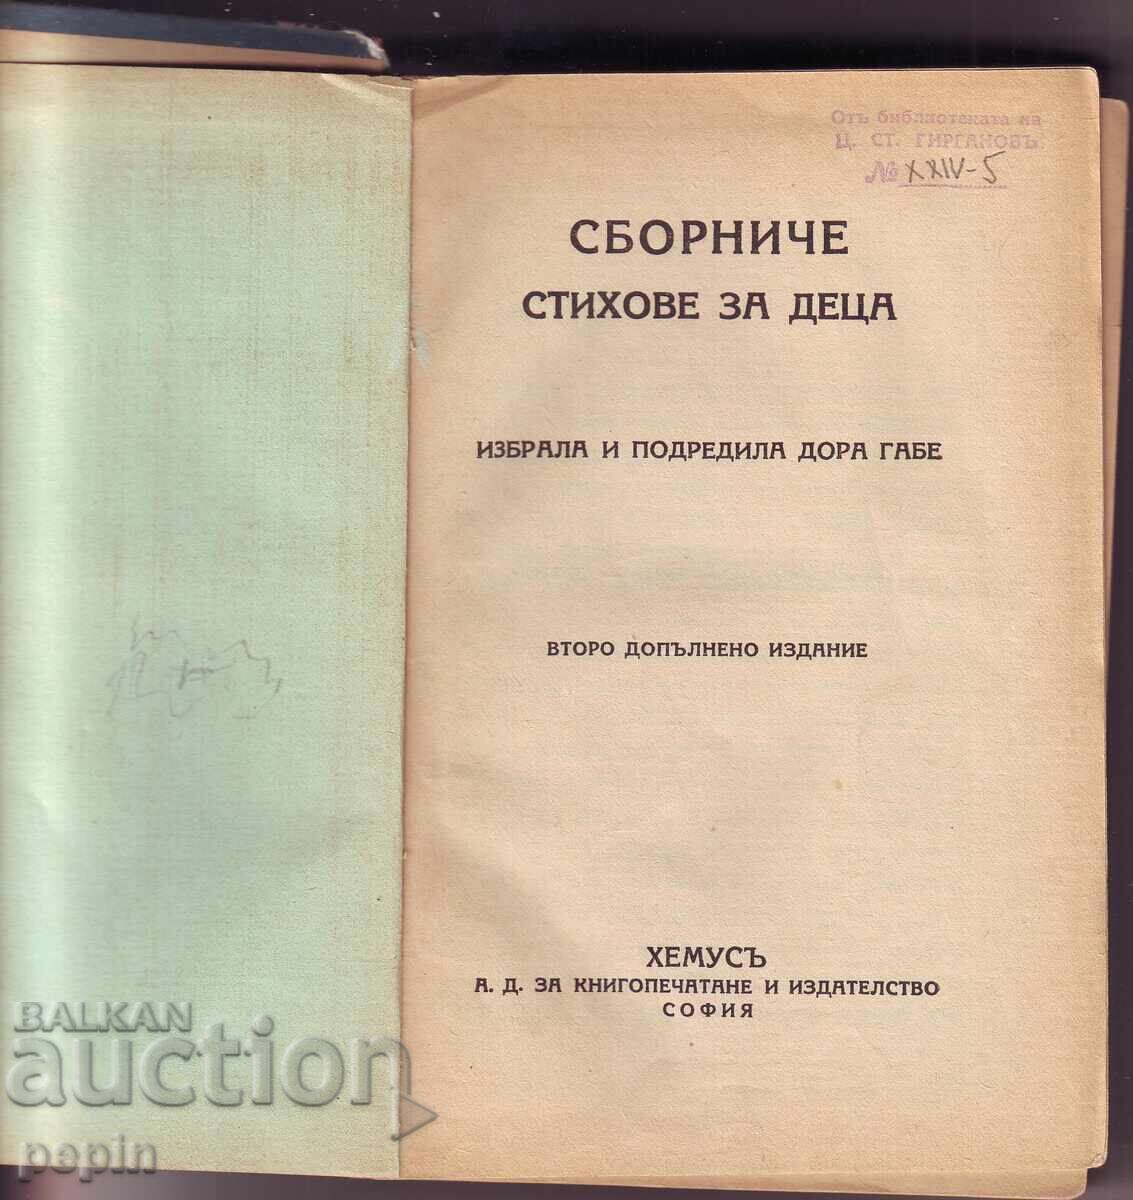 Отъ библиотеката на
Ц. СТ. ГИРГАНОВЪ
№ XXIV-5
СБОРНИЧЕ
СТИХОВЕ ЗА ДЕЦА
ИЗБРАЛА И ПОДРЕДИЛА ДОРА ГАБЕ
ВТОРО ДОПЪЛНЕНО ИЗДАНИЕ
ХЕМУСЪ
А. Д. ЗА КНИГОПЕЧАТАНЕ И ИЗДАТЕЛСТВО
СОФИЯ
BALKAN
auction
pepin